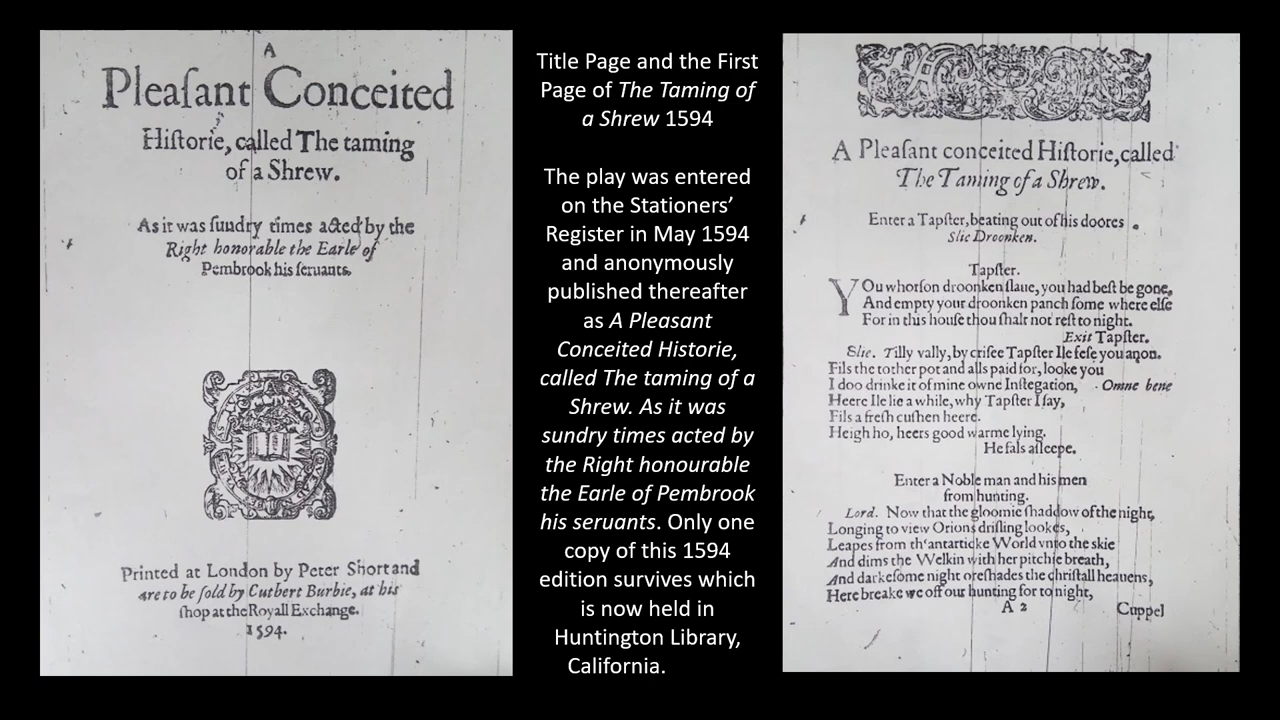 A
Pleaſant Conceited
Hiſtorie, called The taming
of a Shrew.
As it was ſundry times acted by the
Right honorable the Earle of
Pembrook his ſeruants.
Printed at London by Peter Short and
are to be ſold by Cutbert Burbie, at his
ſhop at the Royall Exchange.
1594.
Title Page and the First
Page of The Taming of
a Shrew 1594
The play was entered
on the Stationers’
Register in May 1594
and anonymously
published thereafter
as A Pleasant
Conceited Historie,
called The taming of a
Shrew. As it was
sundry times acted by
the Right honourable
the Earle of Pembrook
his seruants. Only one
copy of this 1594
edition survives which
is now held in
Huntington Library,
California.
A Pleaſant conceited Hiſtorie, called
The Taming of a Shrew.
Enter a Tapſter, beating out of his doores
Slie Droonken.
Tapſter.
YOu whorſon droonken ſlaue, you had beſt be gone,
And empty your droonken panch ſome where elſe
For in this houſe thou ſhalt not reſt to night.
Exit Tapſter.
Slie. Tilly vally, by criſee Tapſter Ile feſe you anon.
Fils the tother pot and alls paid for, looke you
I doo drinke it of mine owne Inſtegation, Omne bene
Heere Ile lie a while, why Tapſter I ſay,
Fils a freſh cuſhen heere.
Heigh ho, heers good warme lying.
He fals aſleepe.
Enter a Noble man and his men
from hunting.
Lord. Now that the gloomie ſhaddow of the night,
Longing to view Orions driſling lookes,
Leapes from th'antarticke World vnto the skie
And dims the Welkin with her pitchie breath,
And darkeſome night oreſhades the chriſtall heauens,
Here breake we off our hunting for to night,
A 2 Cuppel